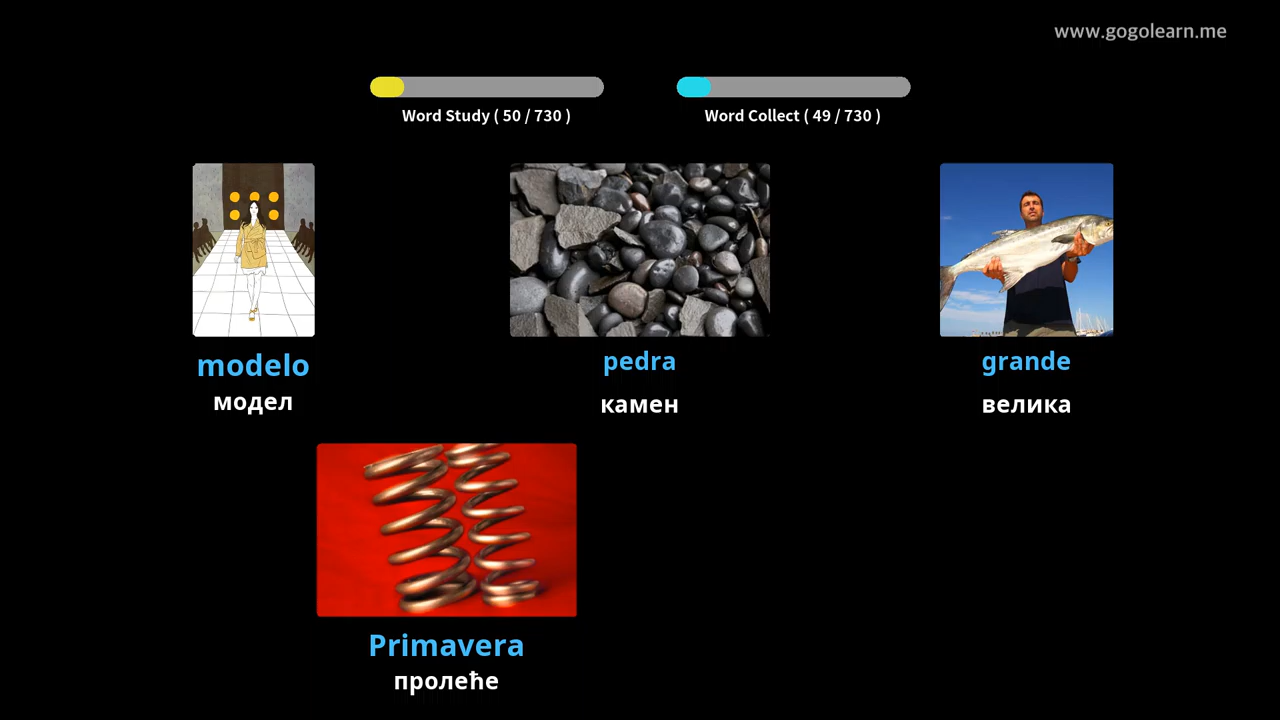 www.gogolearn.me
Word Study ( 50 / 730 )
Word Collect ( 49 / 730 )
modelo
модел
pedra
камен
grande
велика
Primavera
пролеће